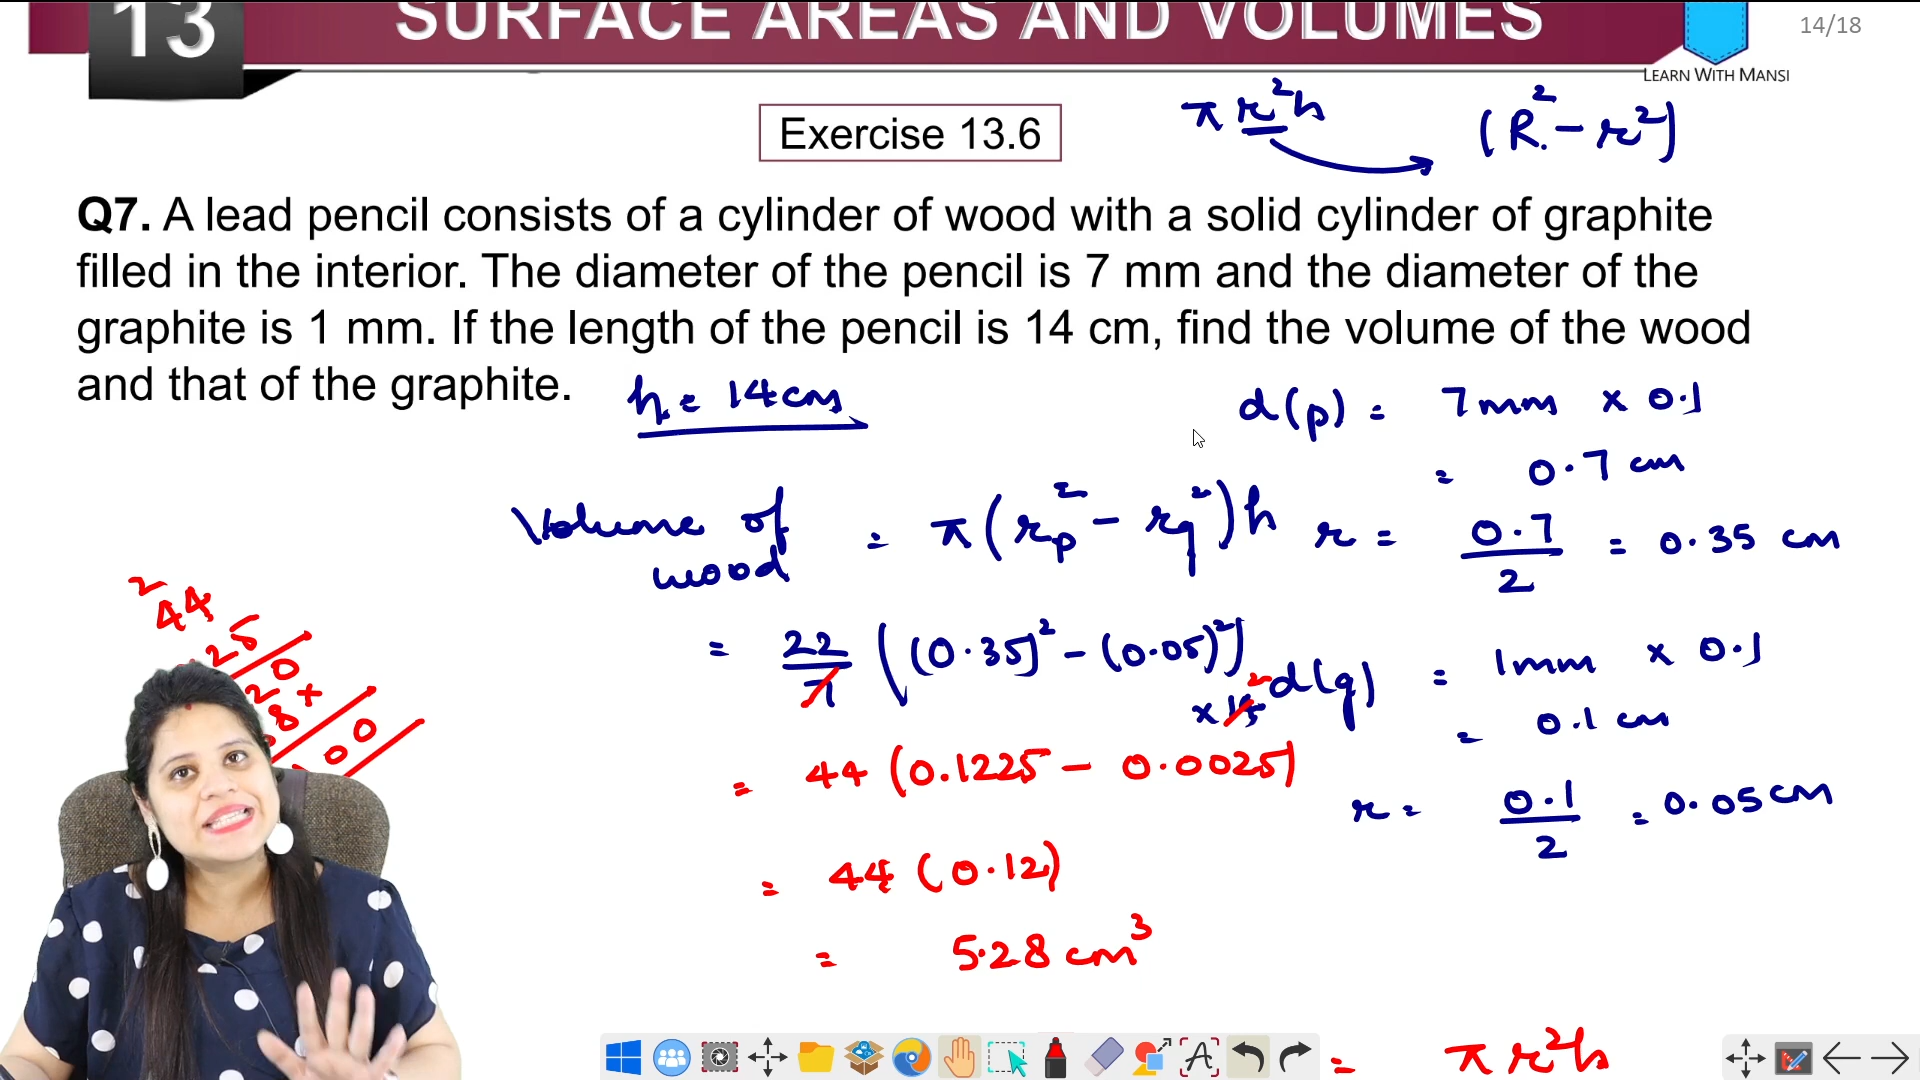 13 SURFACE AREAS AND VOLUMES
14/18
LEARN WITH MANSI
Exercise 13.6
πr²h (R² - r²)
Q7. A lead pencil consists of a cylinder of wood with a solid cylinder of graphite
filled in the interior. The diameter of the pencil is 7 mm and the diameter of the
graphite is 1 mm. If the length of the pencil is 14 cm, find the volume of the wood
and that of the graphite.
h = 14cm
d(p) = 7mm x 0.1
= 0.7 cm
r = 0.7/2 = 0.35 cm
d(g) = 1mm x 0.1
= 0.1 cm
r = 0.1/2 = 0.05cm
Volume of
wood = π(rp² - rg²)h
= 22/7 ((0.35)² - (0.05)²)
= 44 (0.1225 - 0.0025)
= 44 (0.12)
= 5.28 cm³
= πr²h
2
44